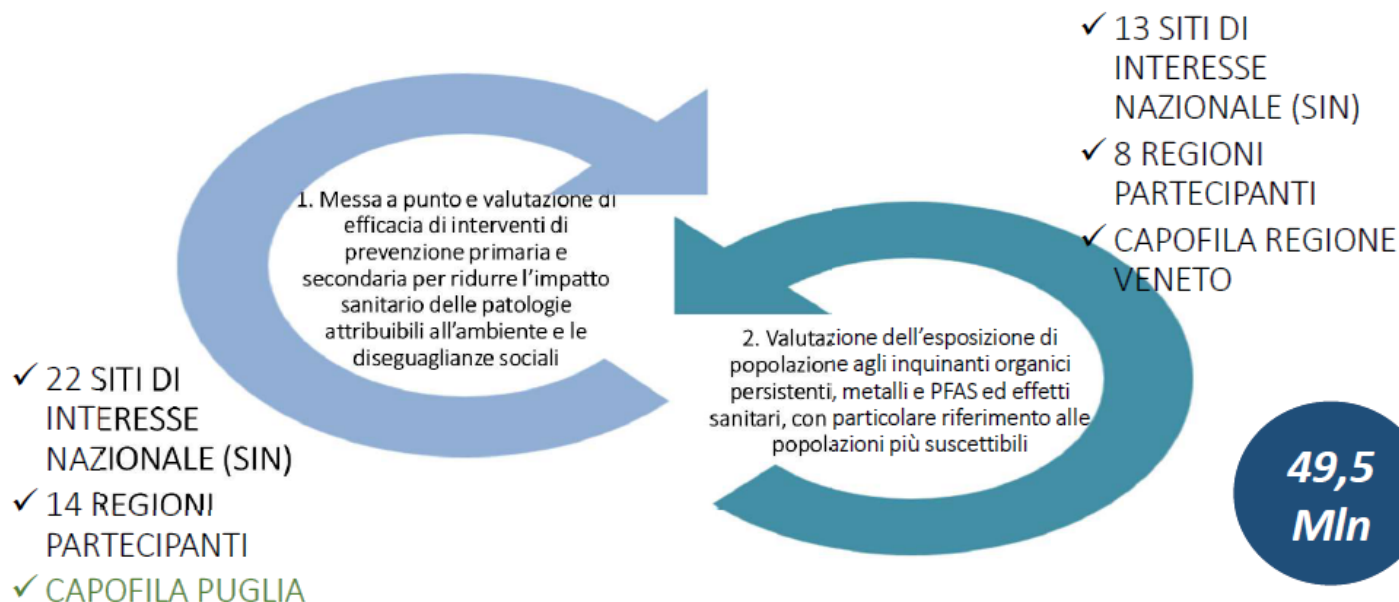 1. Messa a punto e valutazione di
efficacia di interventi di
prevenzione primaria e
secondaria per ridurre l'impatto
sanitario delle patologie
attribuibili all'ambiente e le
diseguaglianze sociali
✓ 22 SITI DI
INTERESSE
NAZIONALE (SIN)
✓ 14 REGIONI
PARTECIPANTI
✓ CAPOFILA PUGLIA
✓ 13 SITI DI
INTERESSE
NAZIONALE (SIN)
✓ 8 REGIONI
PARTECIPANTI
✓ CAPOFILA REGIONE
VENETO
2. Valutazione dell'esposizione di
popolazione agli inquinanti organici
persistenti, metalli e PFAS ed effetti
sanitari, con particolare riferimento alle
popolazioni più suscettibili
49,5
Mln